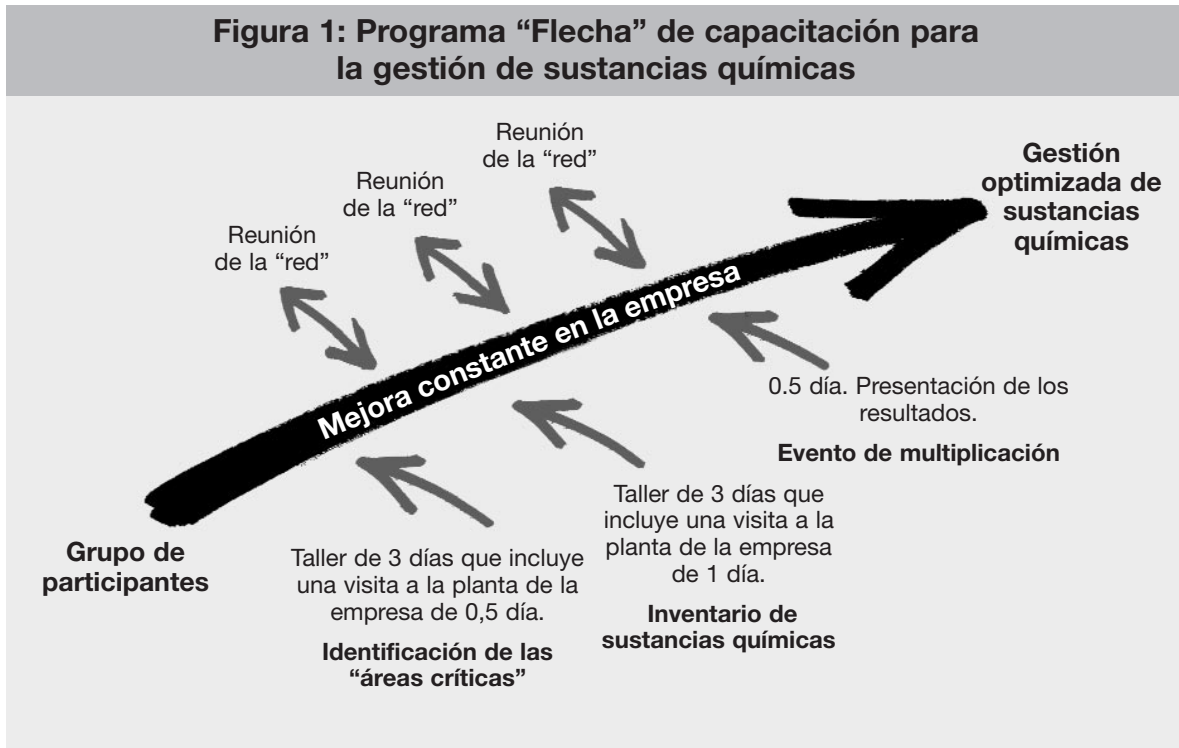 Figura 1: Programa “Flecha” de capacitación para
la gestión de sustancias químicas
Reunión
de la “red”
Reunión
de la “red”
Reunión
de la “red”
Gestión
optimizada de
sustancias
químicas
Mejora constante en la empresa
Grupo de
participantes
Taller de 3 días que incluye
una visita a la planta de la
empresa de 0,5 día.
Identificación de las
“áreas críticas”
Taller de 3 días que
incluye una visita a la
planta de la empresa
de 1 día.
Inventario de
sustancias químicas
0.5 día. Presentación de los
resultados.
Evento de multiplicación